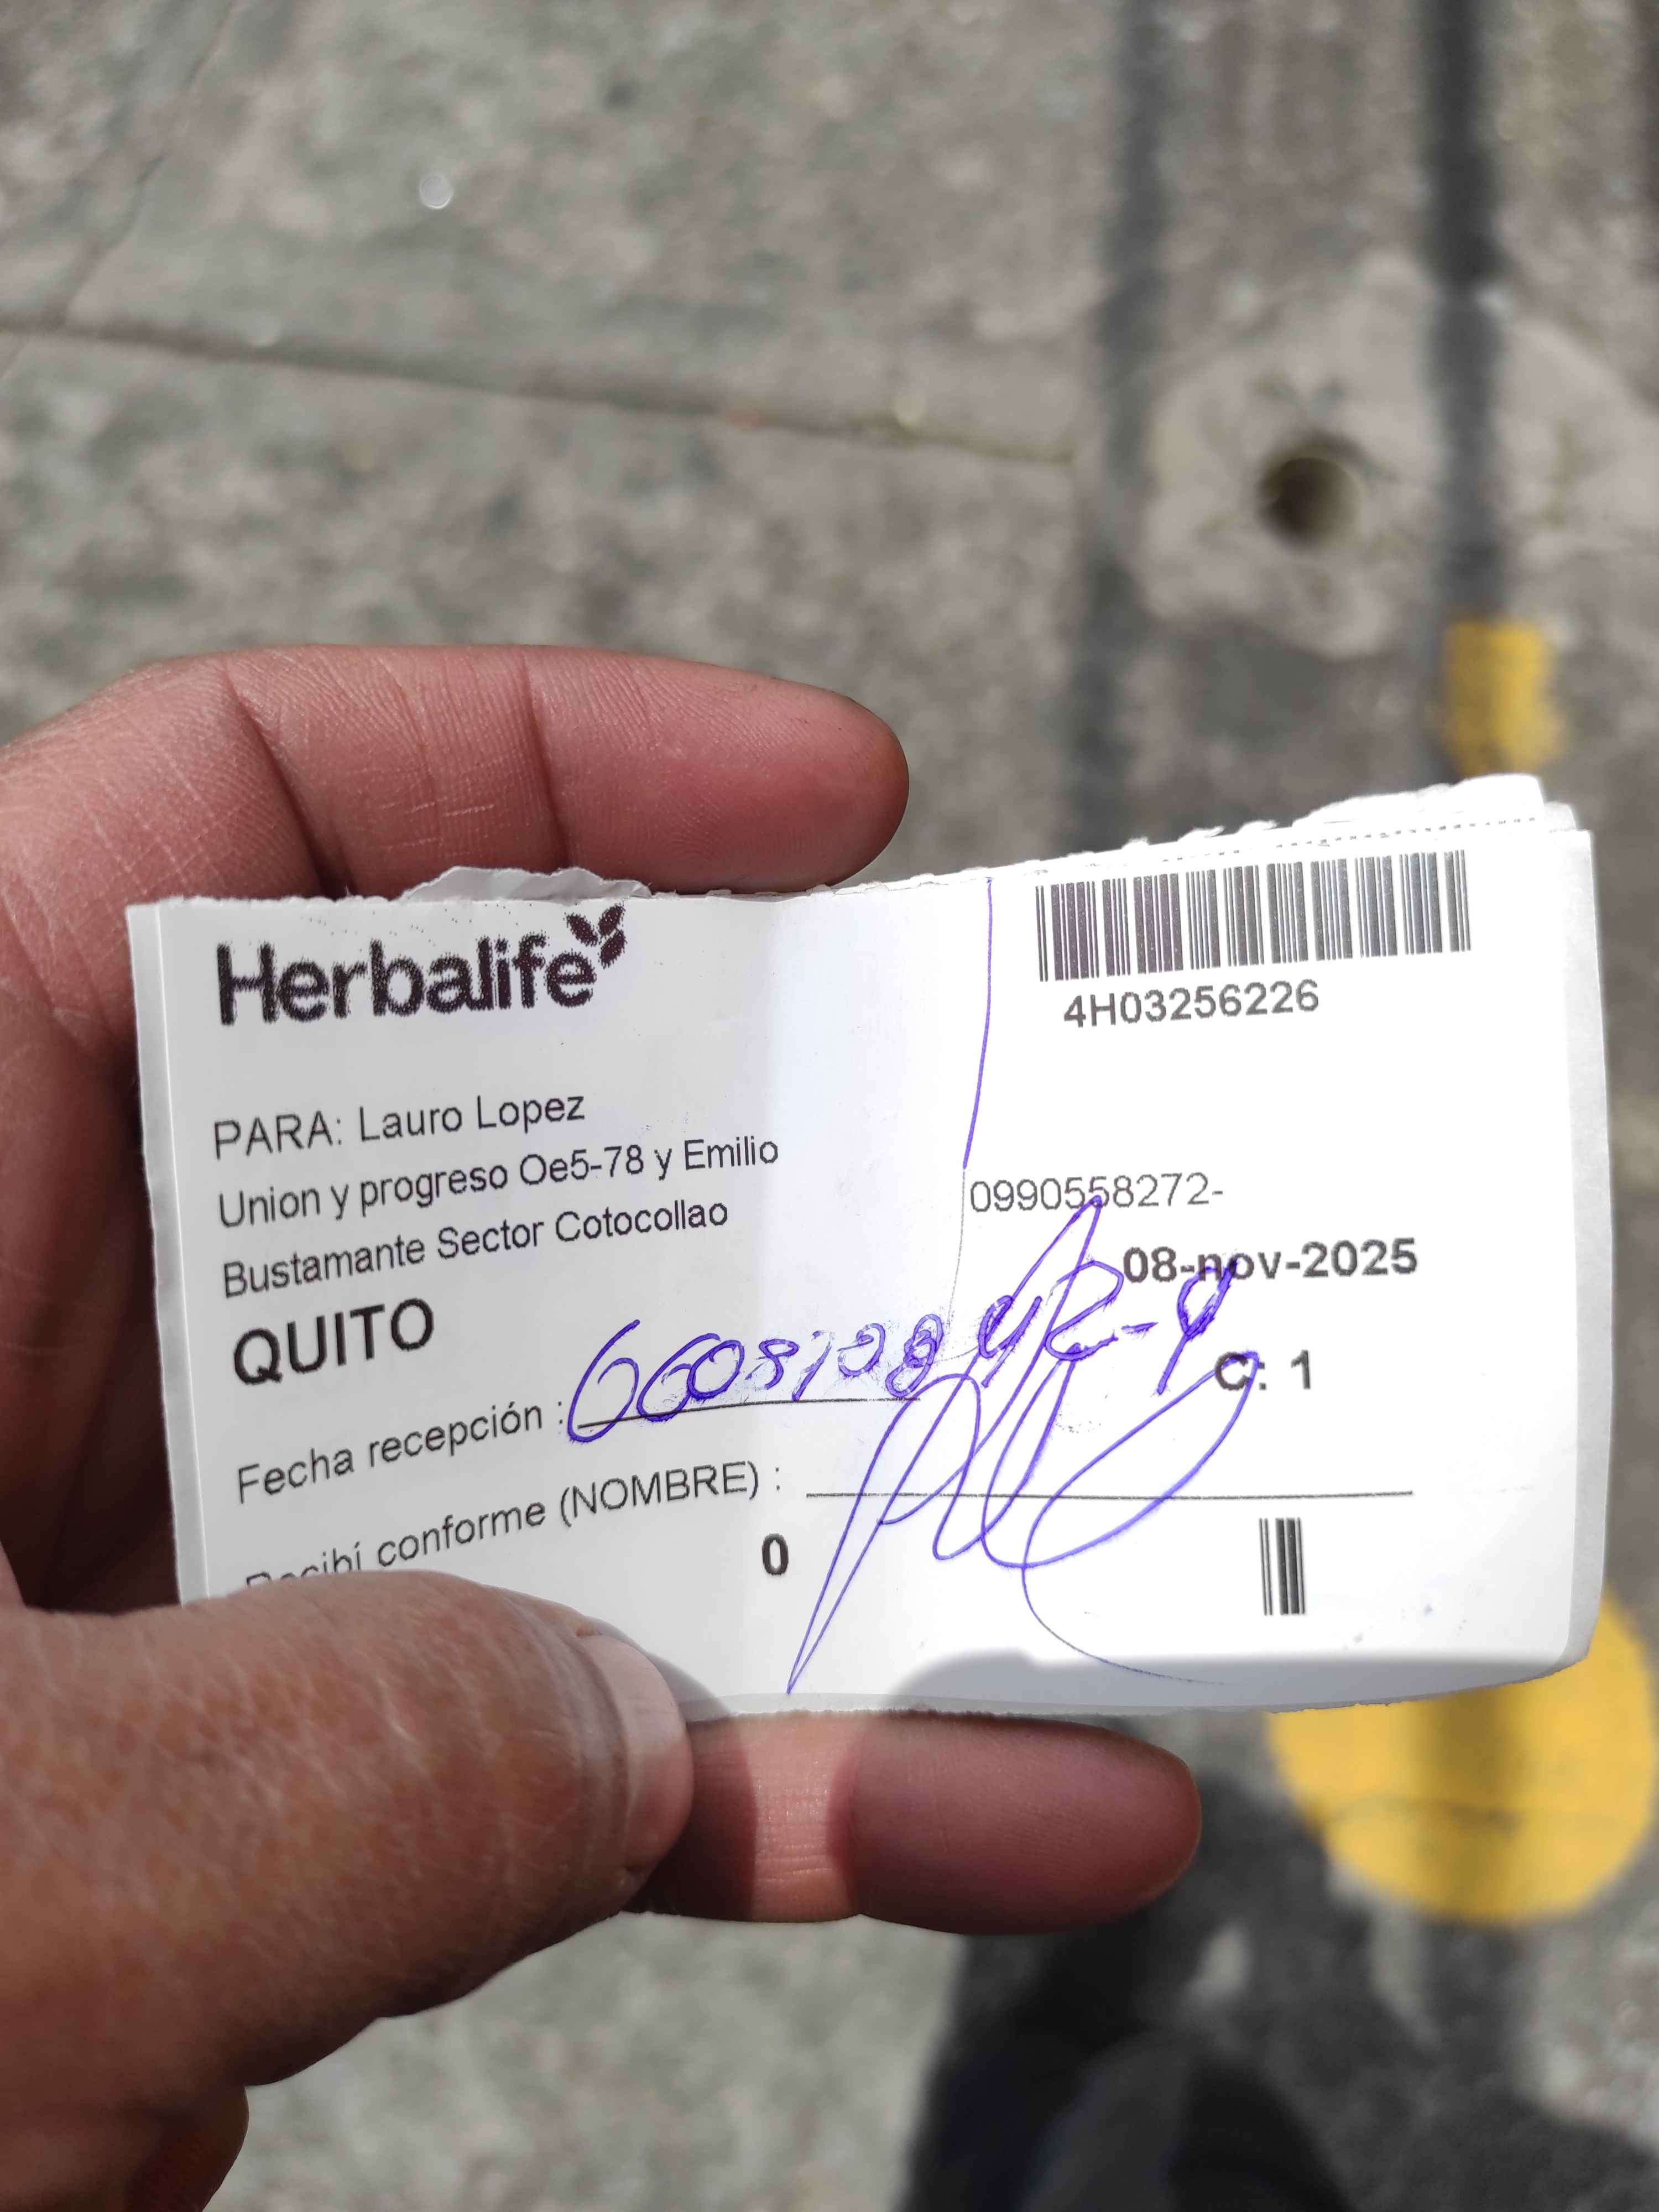 Herbalife
4H03256226
PARA: Lauro Lopez
Union y progreso Oe5-78 y Emilio
Bustamante Sector Cotocollao
0990558272-
08-nov-2025
QUITO
C: 1
Fecha recepción :
Recibí conforme (NOMBRE) :
0